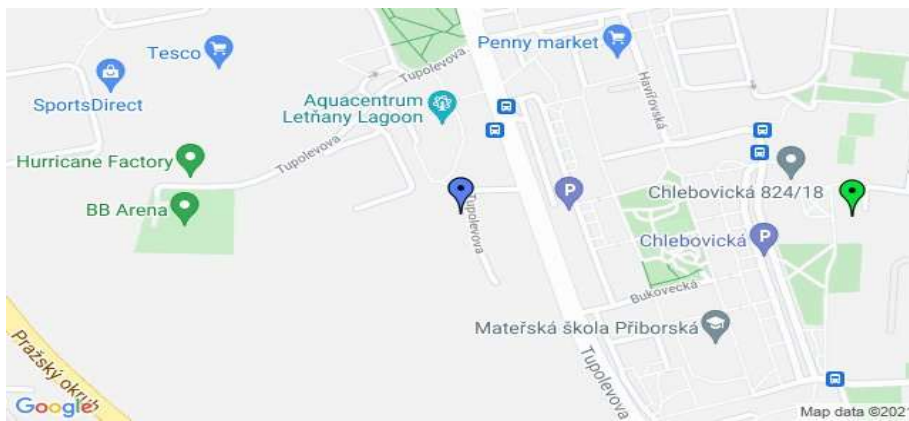 Tesco
SportsDirect
Hurricane Factory
BB Arena
Tupolevova
Tupolevova
Aquacentrum
Letňany Lagoon
Penny market
Havířovská
Tupolevova
P
Chlebovická 824/18
Chlebovická
P
Bukovecká
Mateřská škola Příborská
Tupolevova
Pražský okruh
Google
Map data ©2021